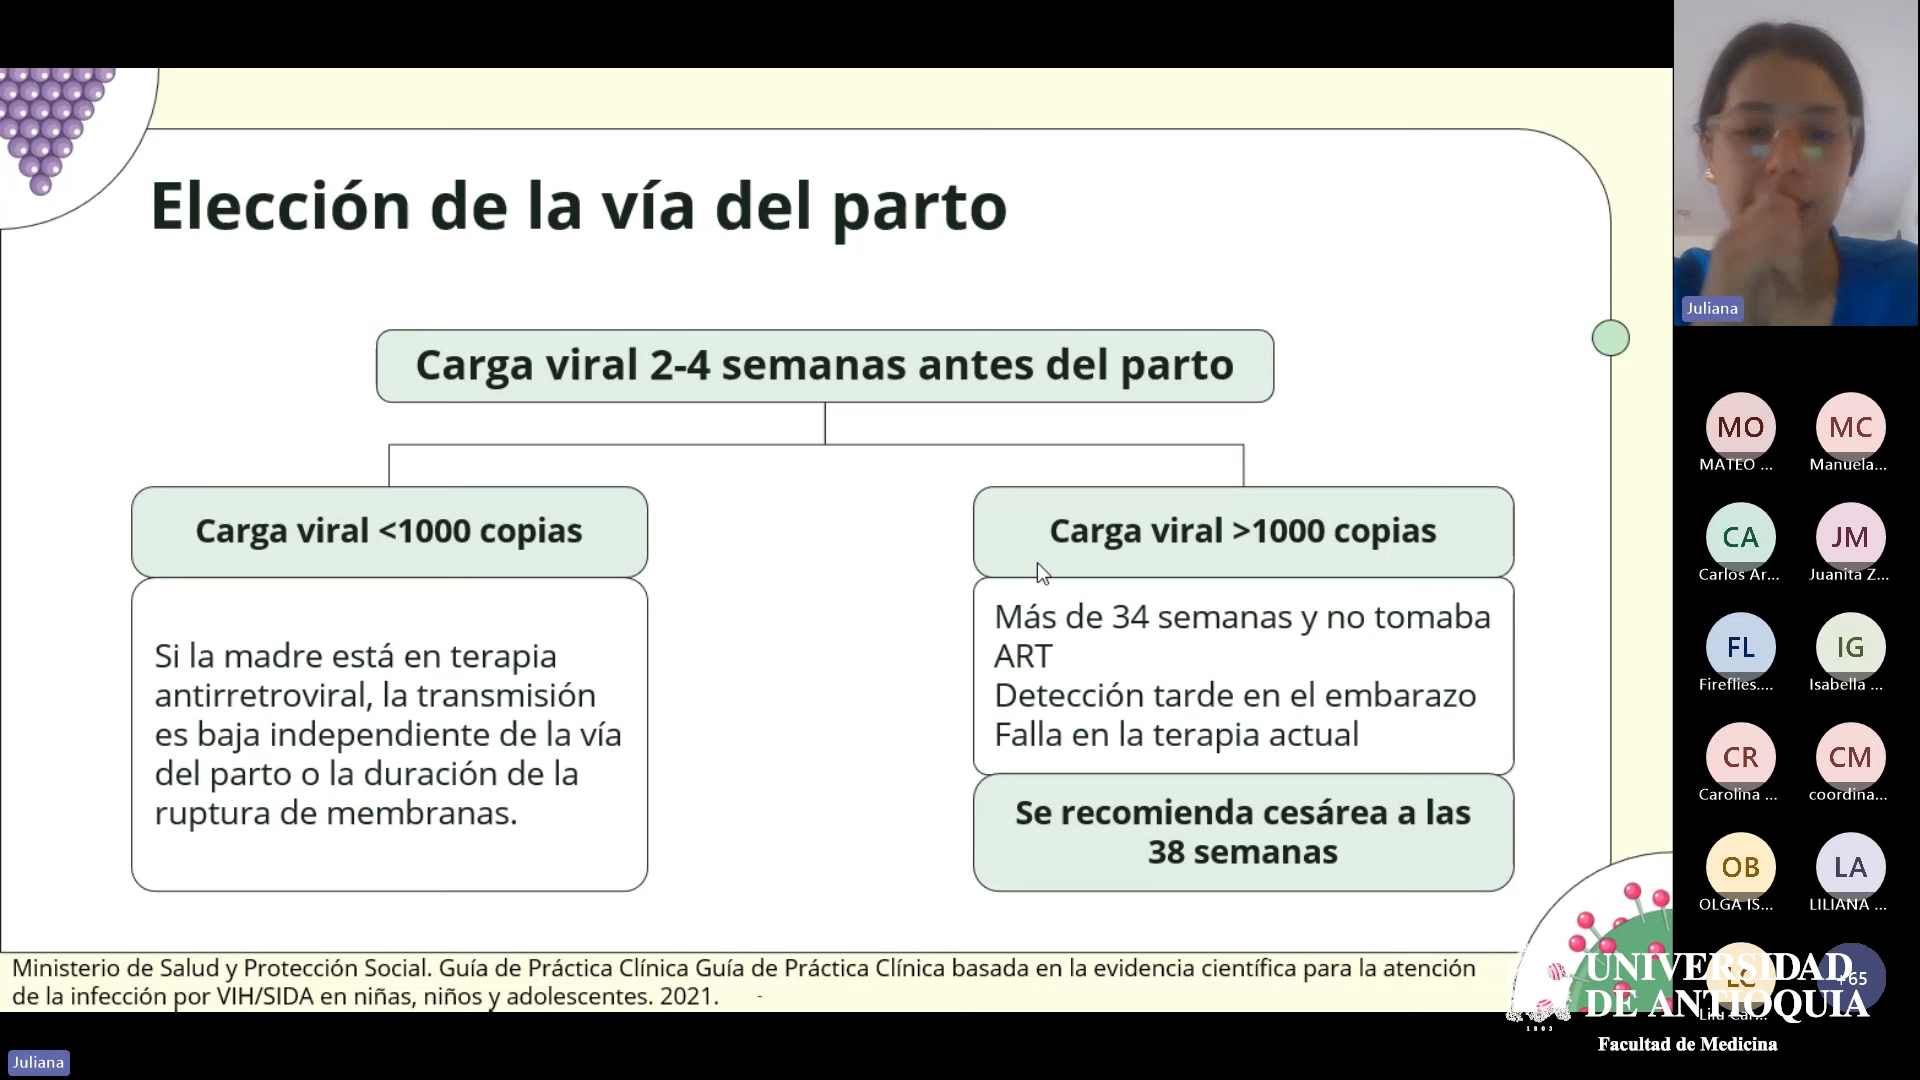 Elección de la vía del parto
Carga viral 2-4 semanas antes del parto
Carga viral <1000 copias
Si la madre está en terapia
antirretroviral, la transmisión
es baja independiente de la vía
del parto o la duración de la
ruptura de membranas.
Carga viral >1000 copias
Más de 34 semanas y no tomaba
ART
Detección tarde en el embarazo
Falla en la terapia actual
Se recomienda cesárea a las
38 semanas
Ministerio de Salud y Protección Social. Guía de Práctica Clínica Guía de Práctica Clínica basada en la evidencia científica para la atención
de la infección por VIH/SIDA en niñas, niños y adolescentes. 2021.
Juliana
Juliana
MO
MATEO ...
MC
Manuela...
CA
Carlos Ar...
JM
Juanita Z...
FL
Fireflies....
IG
Isabella ...
CR
Carolina ...
CM
coordina...
OB
OLGA IS...
LA
LILIANA ...
+65
UNIVERSIDAD
DE ANTIOQUIA
1803
Facultad de Medicina